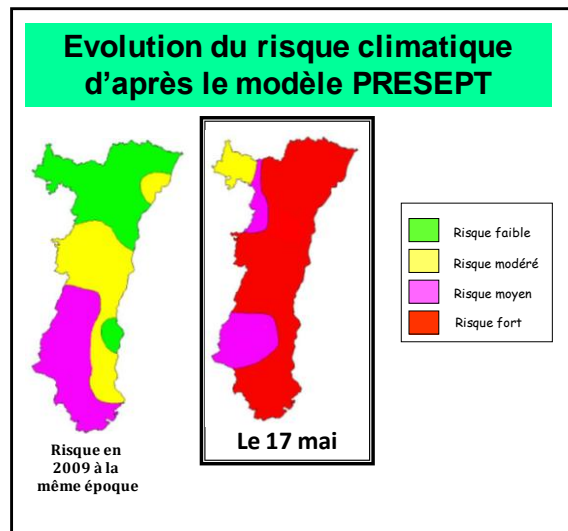 Evolution du risque climatique
d'après le modèle PRESEPT
Risque en
2009 à la
même époque
Le 17 mai
Risque faible
Risque modéré
Risque moyen
Risque fort